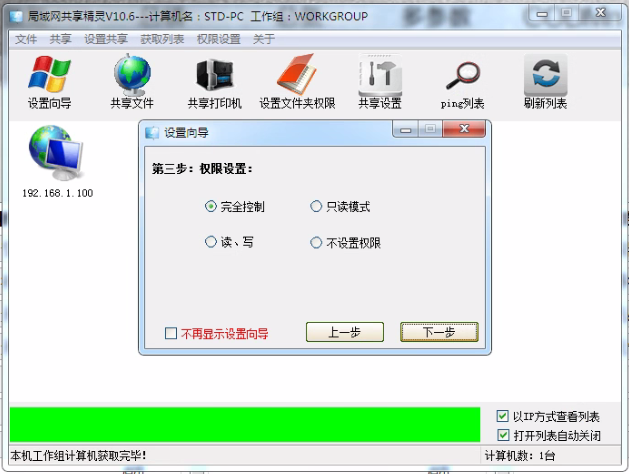 局域网共享精灵V10.6---计算机名：STD-PC 工作组：WORKGROUP
文件 共享 设置共享 获取列表 权限设置 关于
设置向导 共享文件 共享打印机 设置文件夹权限 共享设置 ping列表 刷新列表
192.168.1.100
设置向导
第三步：权限设置：
完全控制 只读模式
读、写 不设置权限
不再显示设置向导 上一步 下一步
以IP方式查看列表
打开列表自动关闭
本机工作组计算机获取完毕! 计算机数：1台